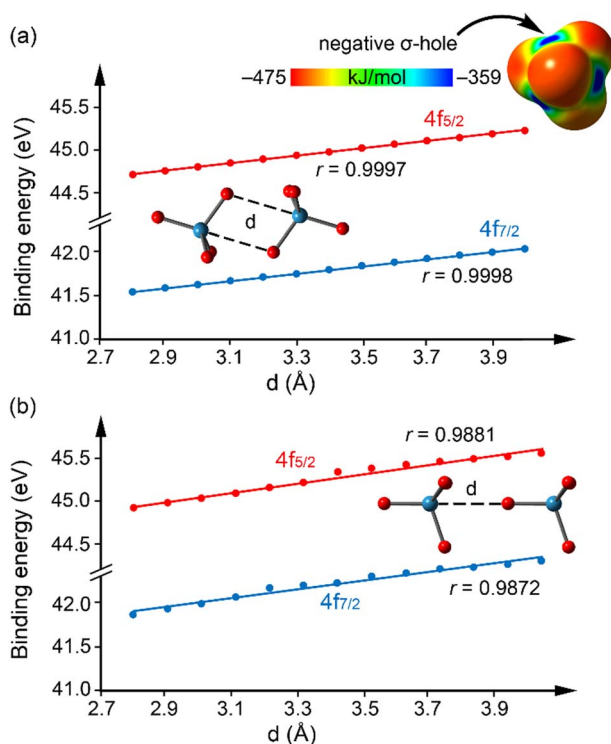 (a)
negative σ-hole
–475 kJ/mol –359
Binding energy (eV)
45.5
45.0
44.5
42.0
41.5
41.0
4f5/2
r = 0.9997
d
4f7/2
r = 0.9998
2.7 2.9 3.1 3.3 3.5 3.7 3.9
d (Å)
(b)
Binding energy (eV)
45.5
45.0
44.5
42.0
41.5
41.0
r = 0.9881
4f5/2
d
4f7/2
r = 0.9872
2.7 2.9 3.1 3.3 3.5 3.7 3.9
d (Å)